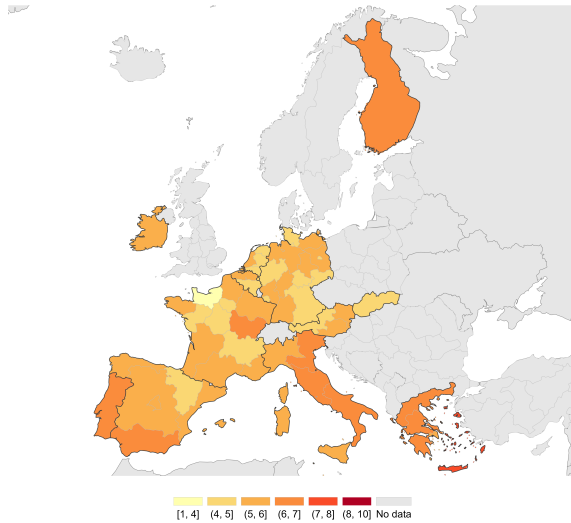 [1, 4] (4, 5] (5, 6] (6, 7] (7, 8] (8, 10] No data